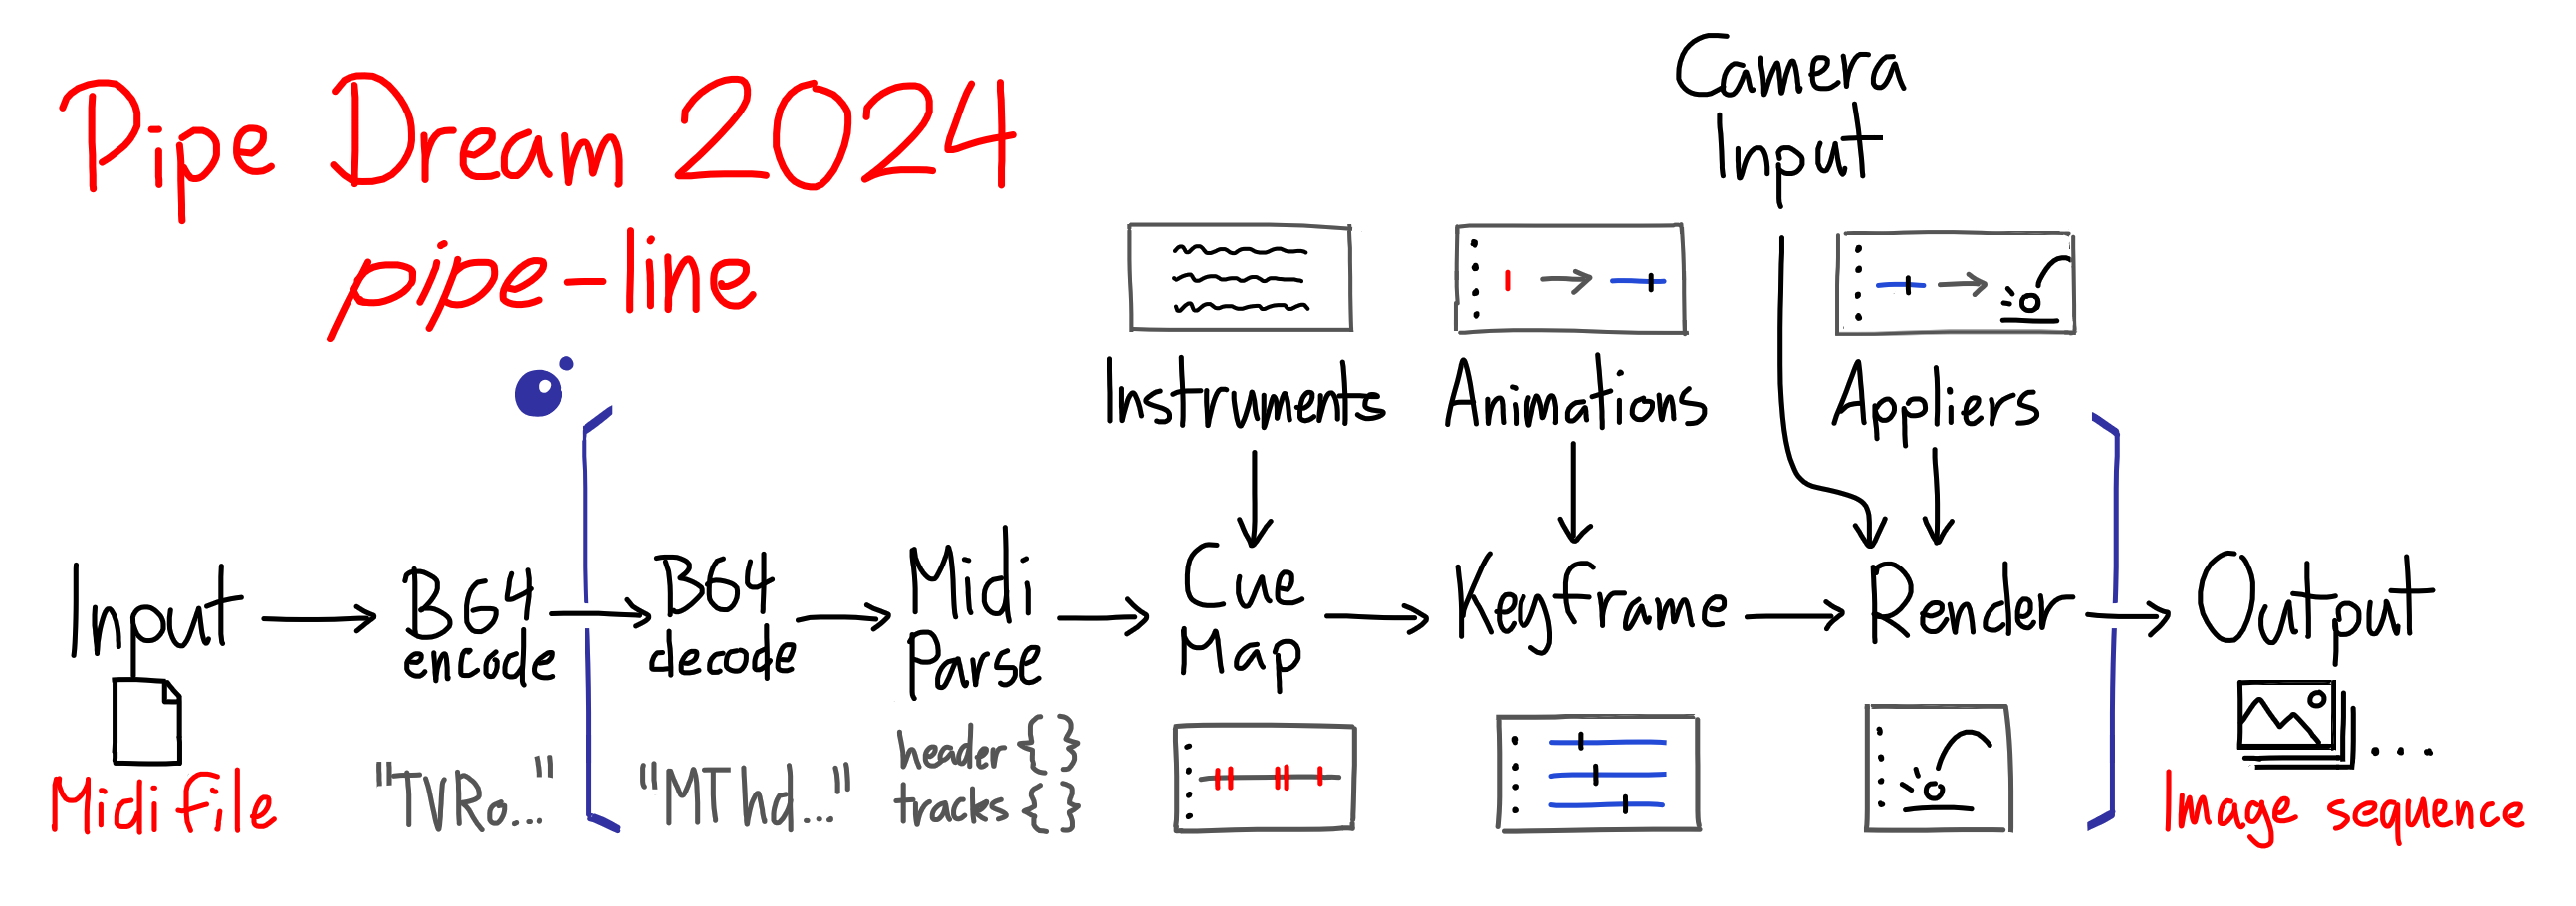 Pipe Dream 2024
pipe-line
Camera
Input
Instruments
Animations
Appliers
Input
B64
encode
B64
decode
Midi
Parse
Cue
Map
Keyframe
Render
Output
Midi file
"TVRo..."
"MThd..."
header { }
tracks { }
...
Image sequence